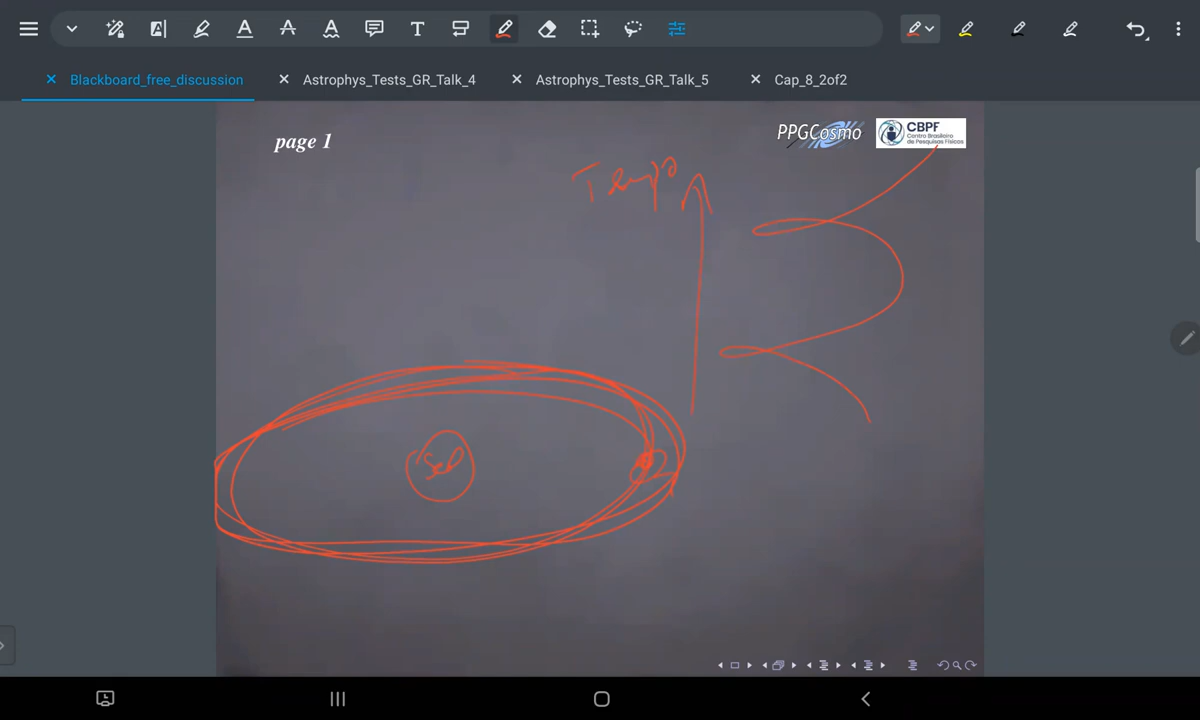 Blackboard_free_discussion
Astrophys_Tests_GR_Talk_4
Astrophys_Tests_GR_Talk_5
Cap_8_2of2
page 1
PPGCosmo
CBPF
Centro Brasileiro
de Pesquisas Físicas
Tempo
Sol